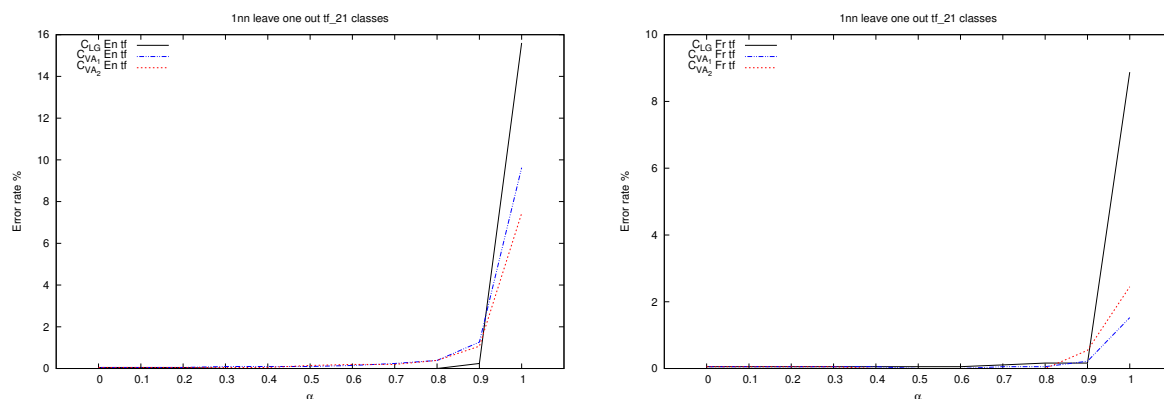 1nn leave one out tf_21 classes
C_LG En tf
C_VA_1 En tf
C_VA_2 En tf
Error rate %
16
14
12
10
8
6
4
2
0
0 0.1 0.2 0.3 0.4 0.5 0.6 0.7 0.8 0.9 1
α
1nn leave one out tf_21 classes
C_LG Fr tf
C_VA_1 Fr tf
C_VA_2 Fr tf
Error rate %
10
8
6
4
2
0
0 0.1 0.2 0.3 0.4 0.5 0.6 0.7 0.8 0.9 1
α